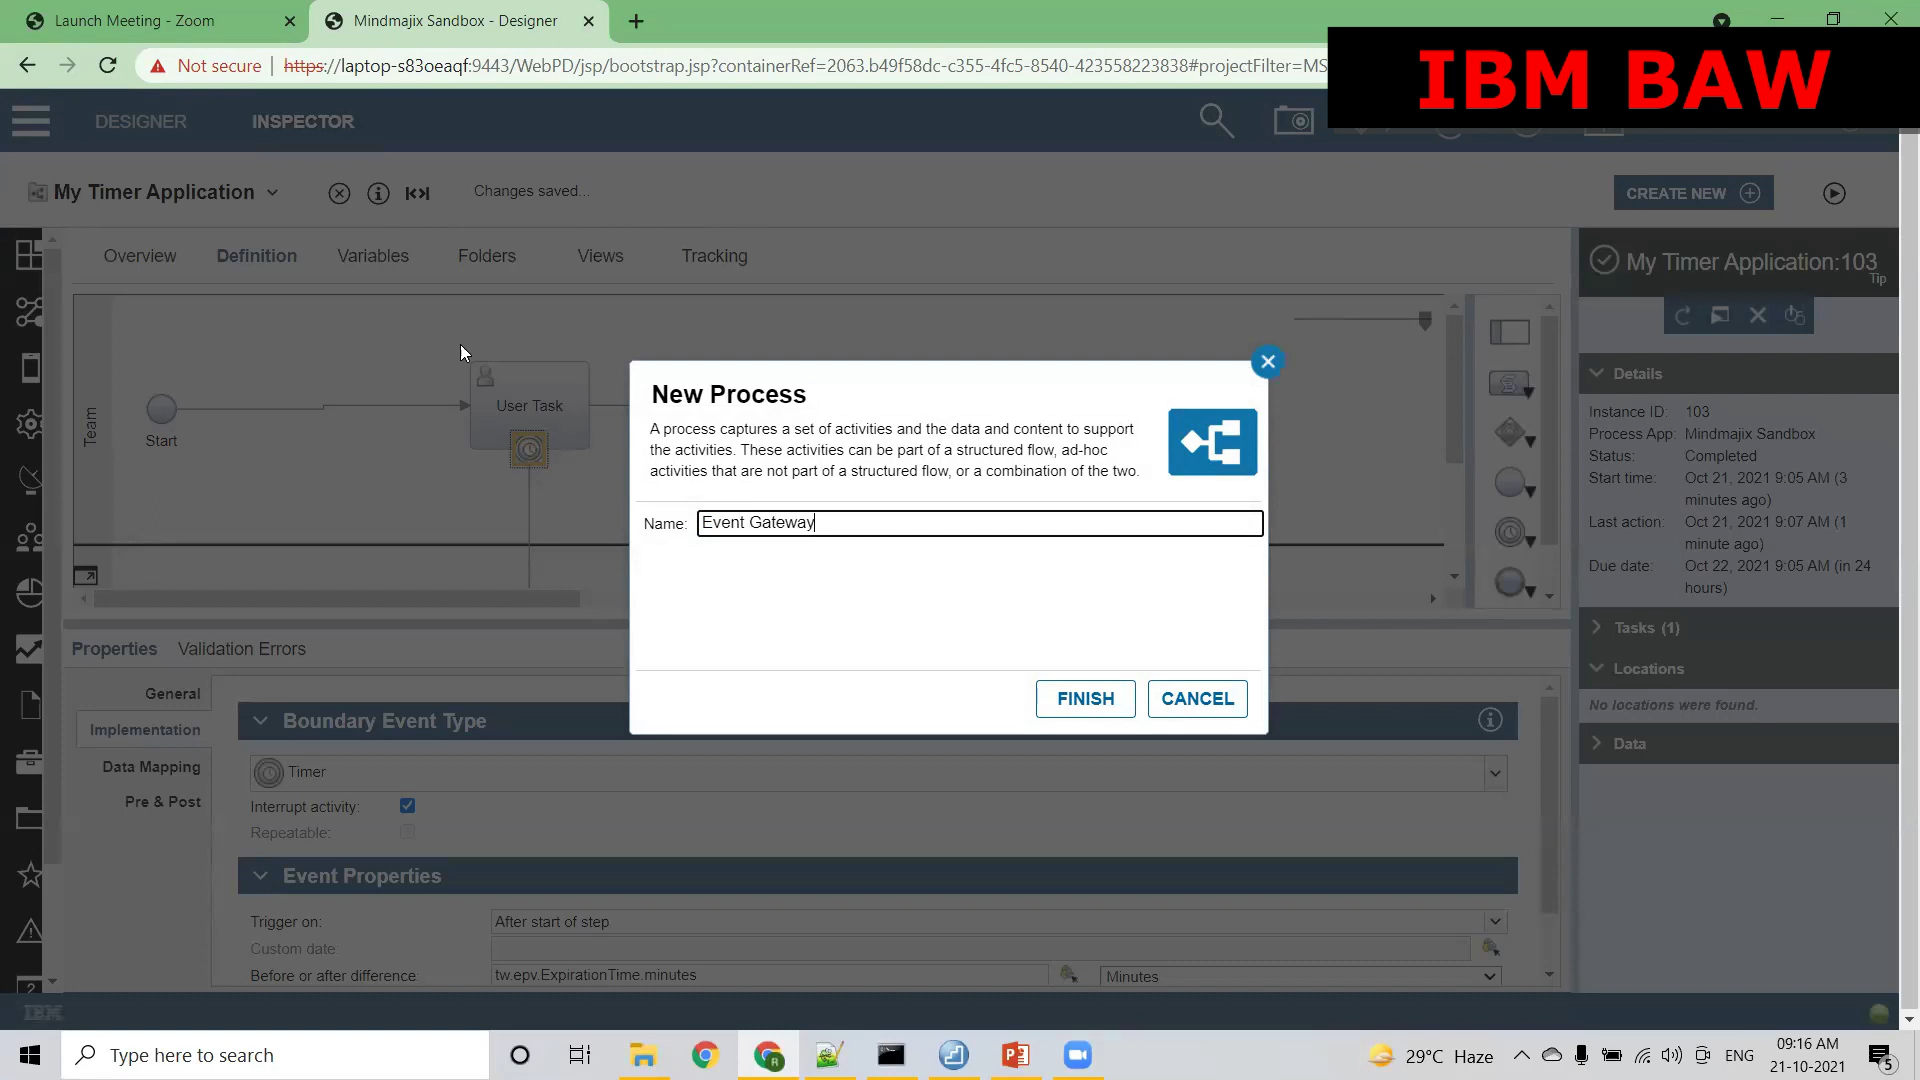 Launch Meeting - Zoom
Mindmajix Sandbox - Designer
Not secure
https://laptop-s83oeaqf:9443/WebPD/jsp/bootstrap.jsp?containerRef=2063.b49f58dc-c355-4fc5-8540-423558223838#projectFilter=MS
IBM BAW
DESIGNER
INSPECTOR
My Timer Application
Changes saved...
CREATE NEW
Overview
Definition
Variables
Folders
Views
Tracking
My Timer Application:103
Tip
Team
Start
User Task
New Process
A process captures a set of activities and the data and content to support
the activities. These activities can be part of a structured flow, ad-hoc
activities that are not part of a structured flow, or a combination of the two.
Name:
Event Gateway
FINISH
CANCEL
Details
Instance ID: 103
Process App: Mindmajix Sandbox
Status: Completed
Start time: Oct 21, 2021 9:05 AM (3
minutes ago)
Last action: Oct 21, 2021 9:07 AM (1
minute ago)
Due date: Oct 22, 2021 9:05 AM (in 24
hours)
Tasks (1)
Locations
No locations were found.
Data
Properties
Validation Errors
General
Implementation
Data Mapping
Pre & Post
Boundary Event Type
Timer
Interrupt activity:
Repeatable:
Event Properties
Trigger on:
After start of step
Custom date:
Before or after difference:
tw.epv.ExpirationTime.minutes
Minutes
IBM
Type here to search
29°C Haze
ENG
09:16 AM
21-10-2021
5